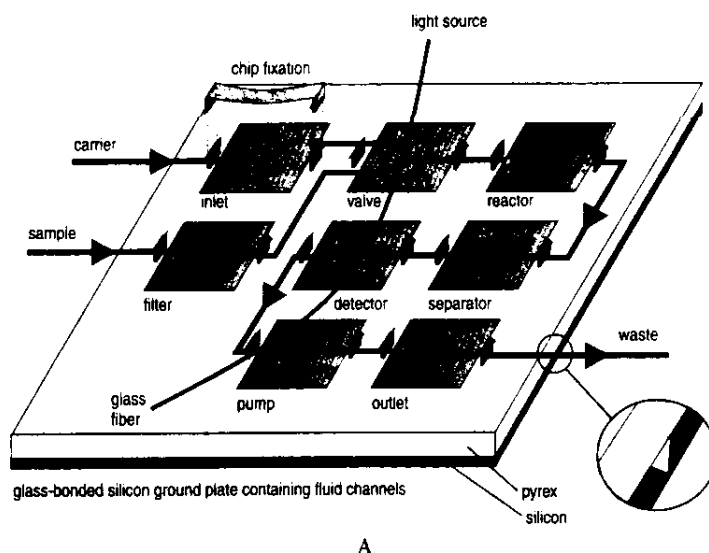 light source
chip fixation
carrier
inlet
valve
reactor
sample
filter
detector
separator
waste
glass
fiber
pump
outlet
glass-bonded silicon ground plate containing fluid channels
pyrex
silicon
A